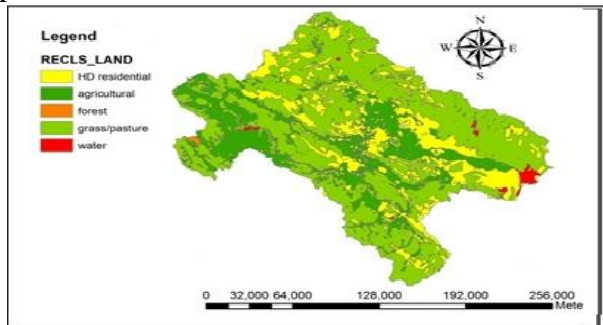 Legend
RECLS_LAND
HD residential
agricultural
forest
grass/pasture
water
N
W E
S
0 32,000 64,000 128,000 192,000 256,000
Mete